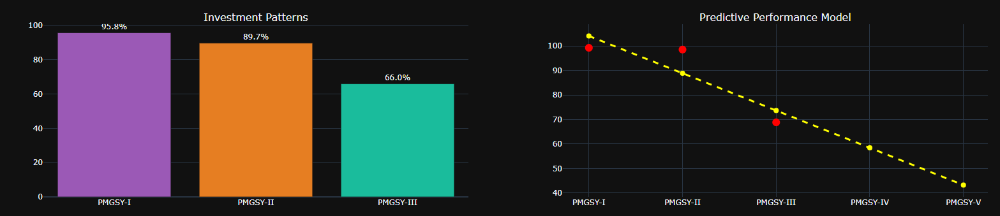 Investment Patterns
100
80
60
40
20
0
95.8%
89.7%
66.0%
PMGSY-I
PMGSY-II
PMGSY-III
Predictive Performance Model
100
90
80
70
60
50
40
PMGSY-I
PMGSY-II
PMGSY-III
PMGSY-IV
PMGSY-V